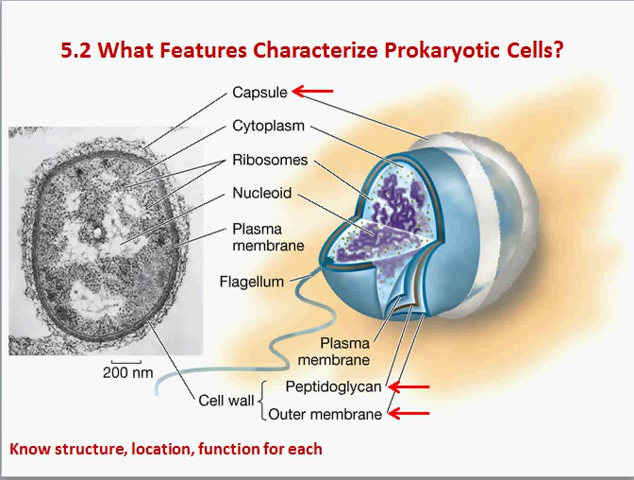 5.2 What Features Characterize Prokaryotic Cells?
Capsule
Cytoplasm
Ribosomes
Nucleoid
Plasma
membrane
Flagellum
Plasma
membrane
200 nm
Cell wall
Peptidoglycan
Outer membrane
Know structure, location, function for each